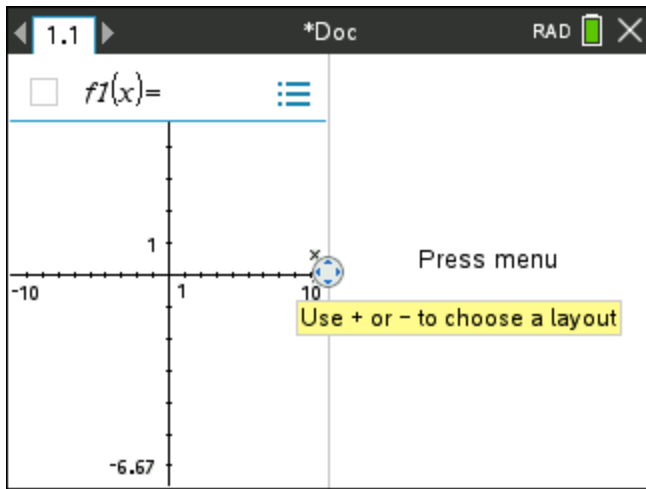 1.1 *Doc RAD
f1(x)=
1
x
-10 1 10
Press menu
Use + or - to choose a layout
-6.67